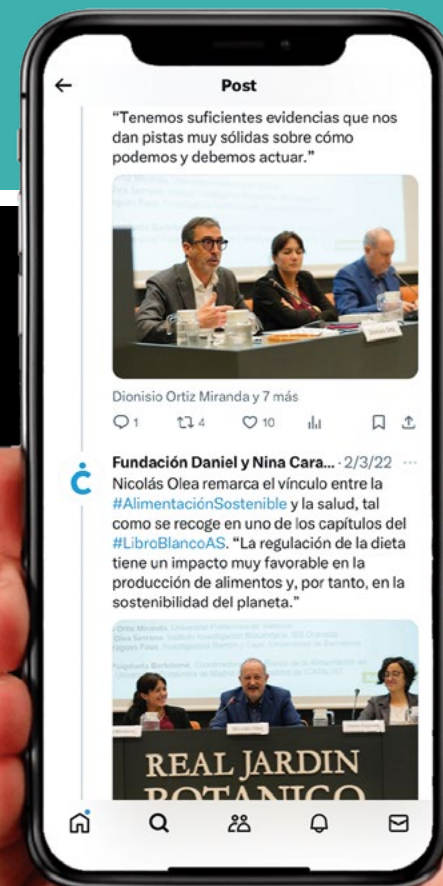 Post
“Tenemos suficientes evidencias que nos
dan pistas muy sólidas sobre cómo
podemos y debemos actuar.”
Dionisio Ortiz
Dionisio Ortiz Miranda y 7 más
1 4 10
Fundación Daniel y Nina Cara... · 2/3/22 ...
Nicolás Olea remarca el vínculo entre la
#AlimentaciónSostenible y la salud, tal
como se recoge en uno de los capítulos del
#LibroBlancoAS. “La regulación de la dieta
tiene un impacto muy favorable en la
producción de alimentos y, por tanto, en la
sostenibilidad del planeta.”
REAL JARDIN
BOTANICO